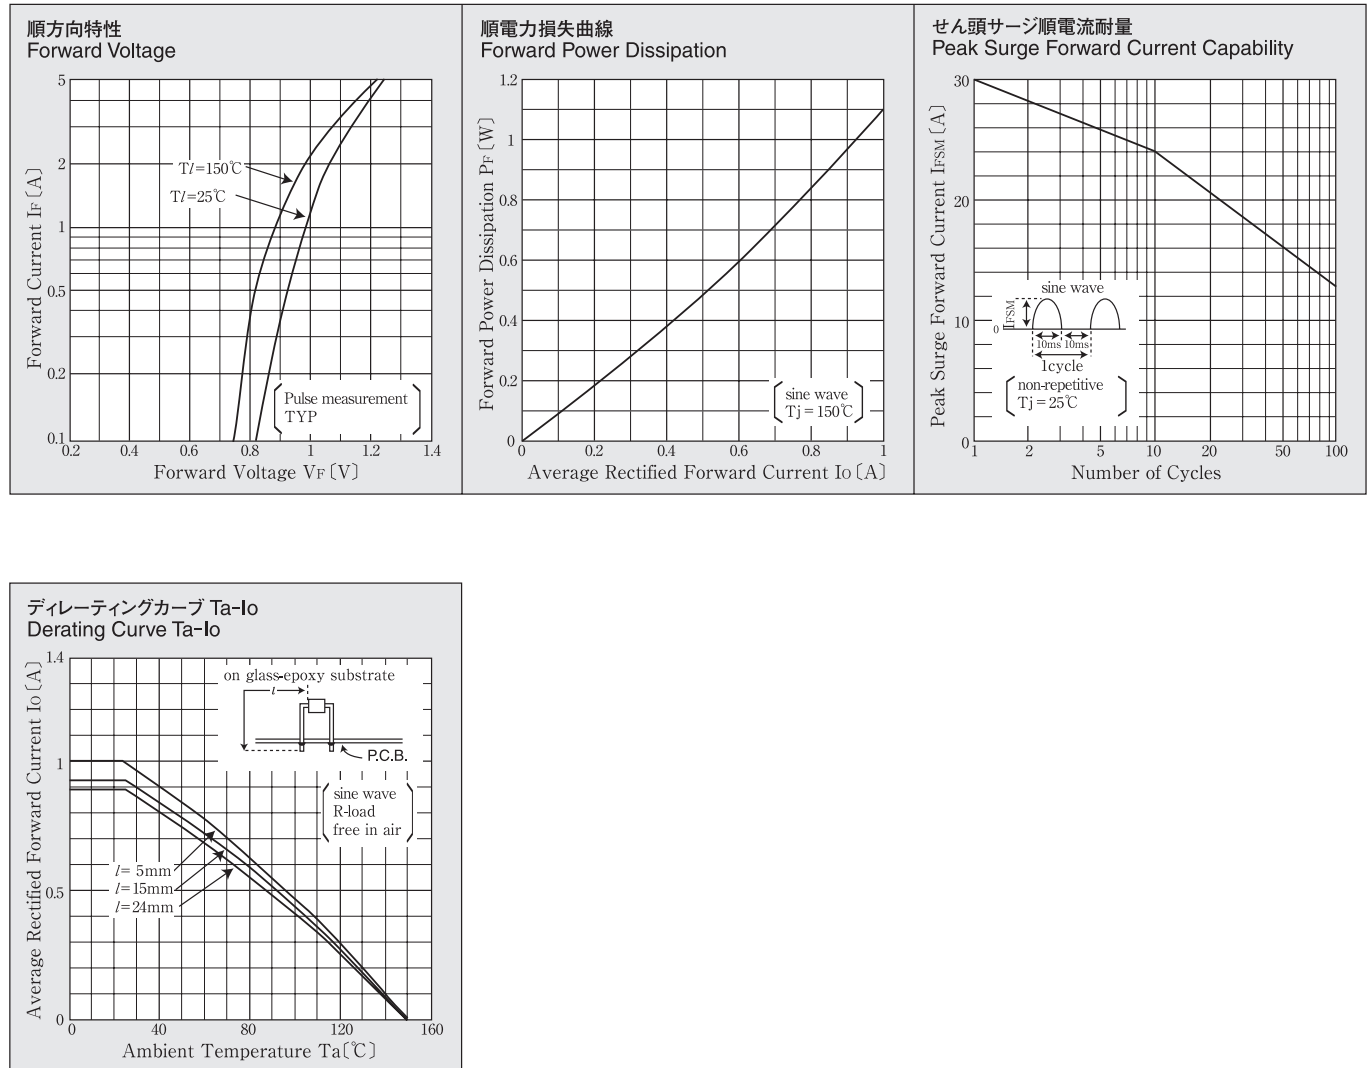 順方向特性
Forward Voltage
Forward Current IF〔A〕
5
2
1
0.5
0.2
0.1
Tl=150℃
Tl=25℃
Pulse measurement
TYP
0.2 0.4 0.6 0.8 1 1.2 1.4
Forward Voltage VF〔V〕
順電力損失曲線
Forward Power Dissipation
Forward Power Dissipation PF〔W〕
1.2
1
0.8
0.6
0.4
0.2
0
sine wave
Tj = 150℃
0 0.2 0.4 0.6 0.8 1
Average Rectified Forward Current IO〔A〕
せん頭サージ順電流耐量
Peak Surge Forward Current Capability
Peak Surge Forward Current IFSM〔A〕
30
20
10
0
sine wave
IFSM
0
10ms 10ms
1cycle
non-repetitive
Tj = 25℃
1 2 5 10 20 50 100
Number of Cycles
ディレーティングカーブ Ta-Io
Derating Curve Ta-Io
Average Rectified Forward Current IO〔A〕
1.4
1
0.5
0
on glass-epoxy substrate
l
P.C.B.
sine wave
R-load
free in air
l= 5mm
l=15mm
l=24mm
0 40 80 120 160
Ambient Temperature Ta〔℃〕